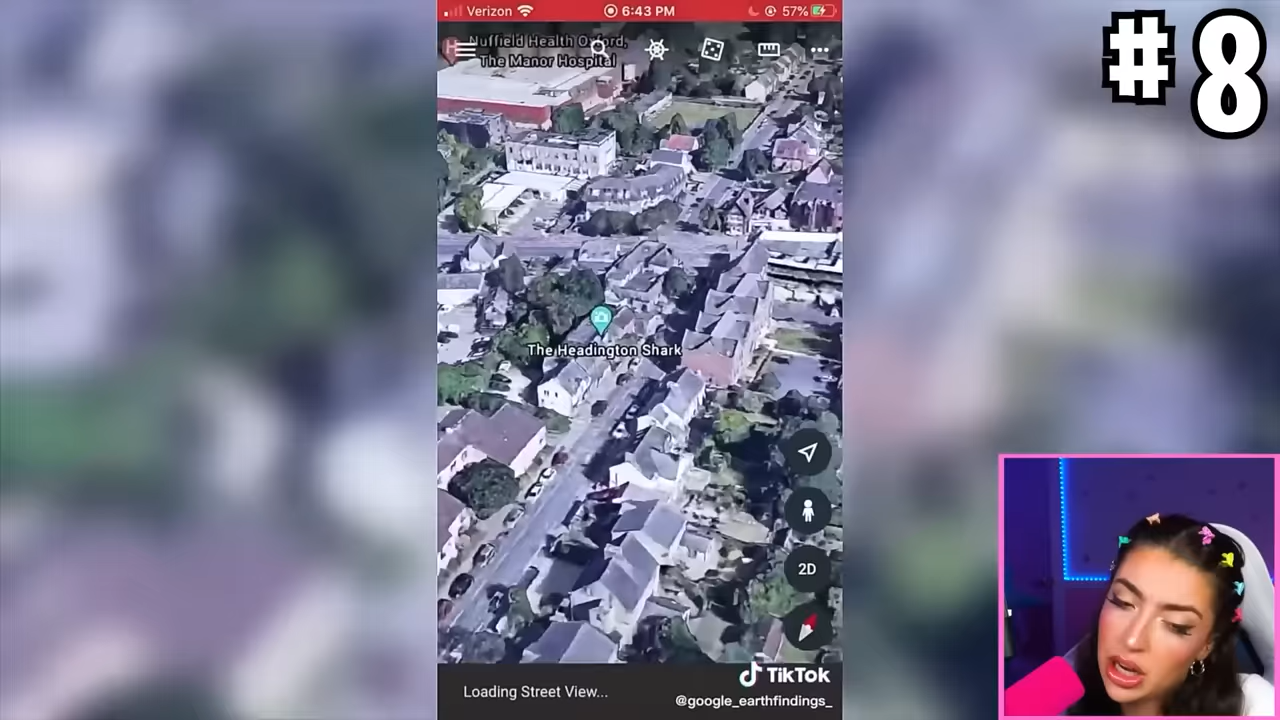 #8
Verizon 6:43 PM 57%
Nuffield Health Oxford,
The Manor Hospital
The Headington Shark
2D
Loading Street View...
TikTok
@google_earthfindings_